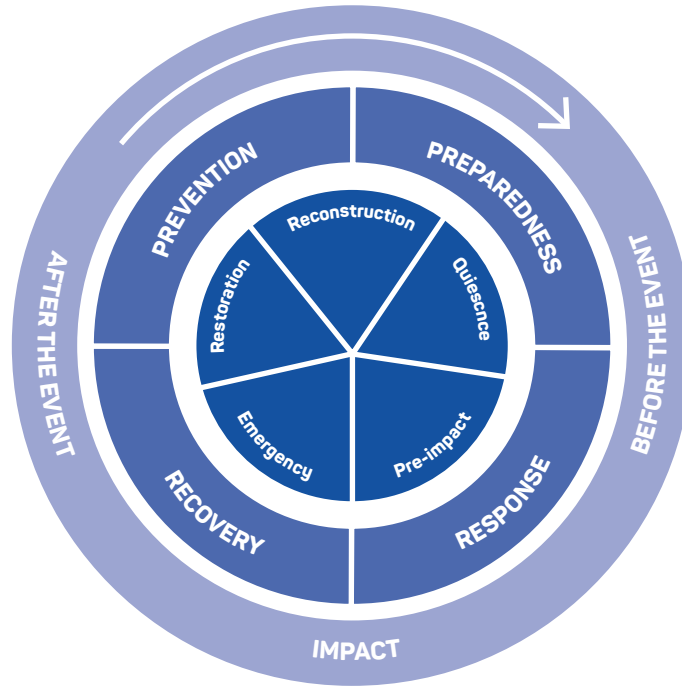 PREVENTION
PREPAREDNESS
Reconstruction
Restoration
Quiescnce
AFTER THE EVENT
BEFORE THE EVENT
Emergency
Pre-impact
RECOVERY
RESPONSE
IMPACT